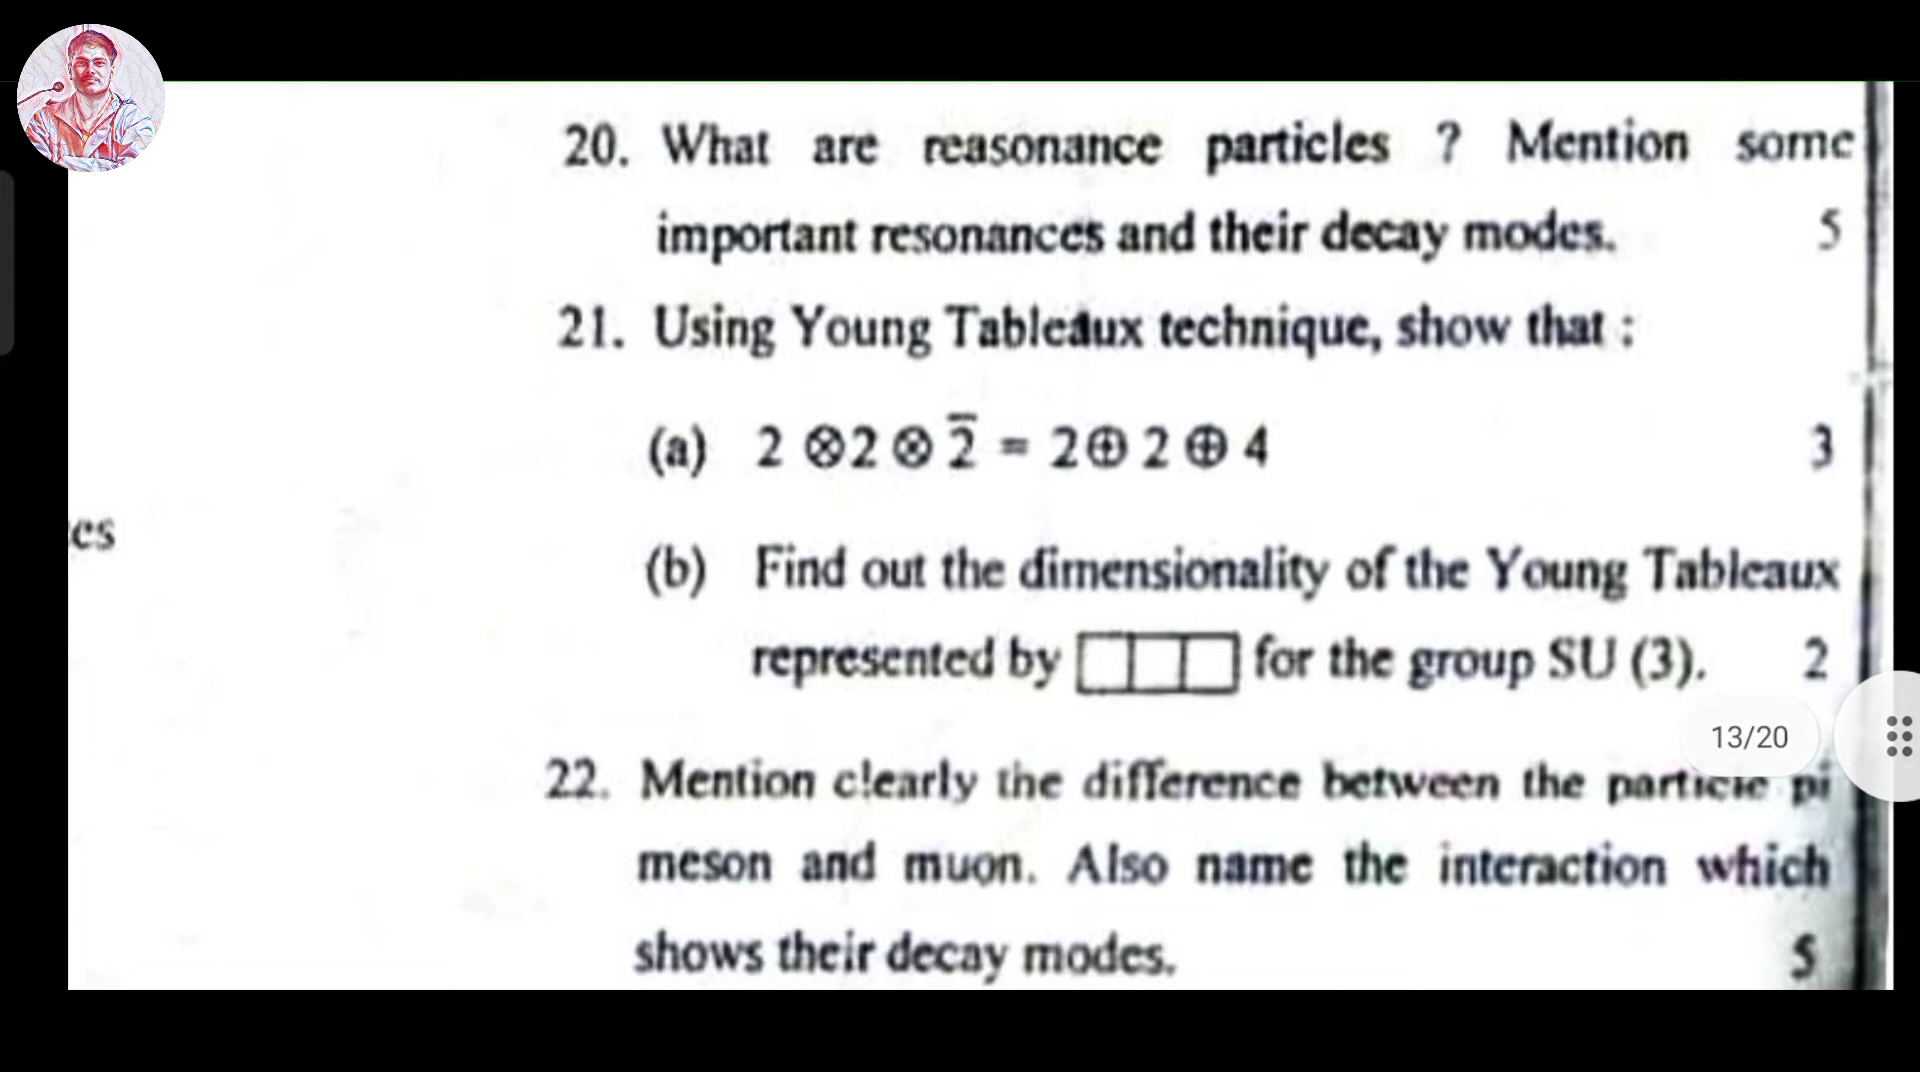 20. What are reasonance particles ? Mention some
important resonances and their decay modes. 5
21. Using Young Tableaux technique, show that :
(a) 2 ⊗2 ⊗ 2̅ = 2⊕ 2 ⊕ 4 3
es
(b) Find out the dimensionality of the Young Tableaux
represented by for the group SU (3). 2
13/20
22. Mention clearly the difference between the particle pi
meson and muon. Also name the interaction which
shows their decay modes. 5